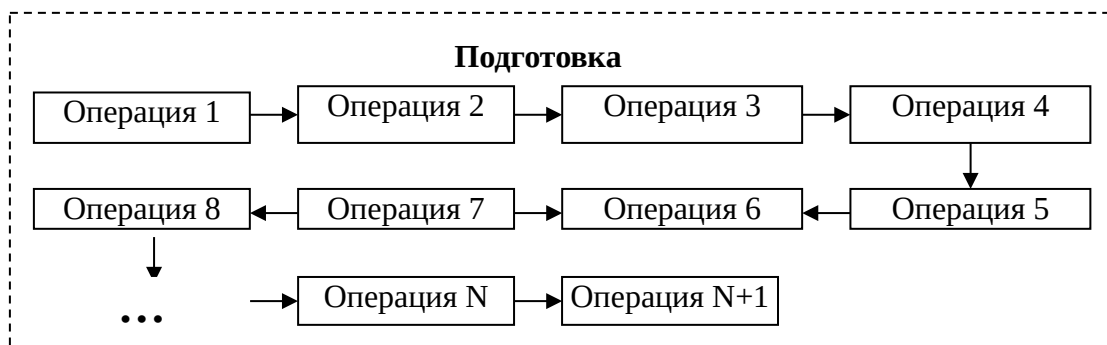 Подготовка
Операция 1
Операция 2
Операция 3
Операция 4
Операция 8
Операция 7
Операция 6
Операция 5
...
Операция N
Операция N+1